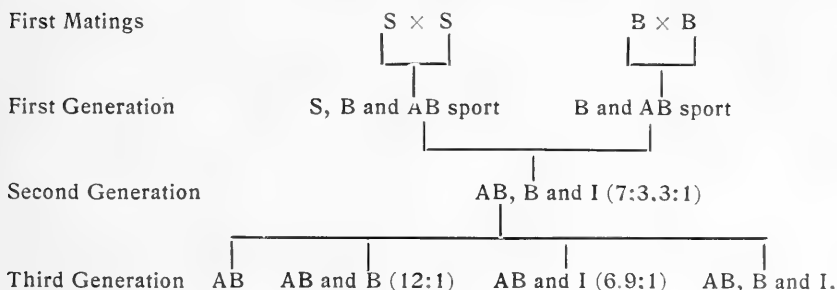 First Matings S × S B × B
First Generation S, B and AB sport B and AB sport
Second Generation AB, B and I (7:3.3:1)
Third Generation AB AB and B (12:1) AB and I (6.9:1) AB, B and I.